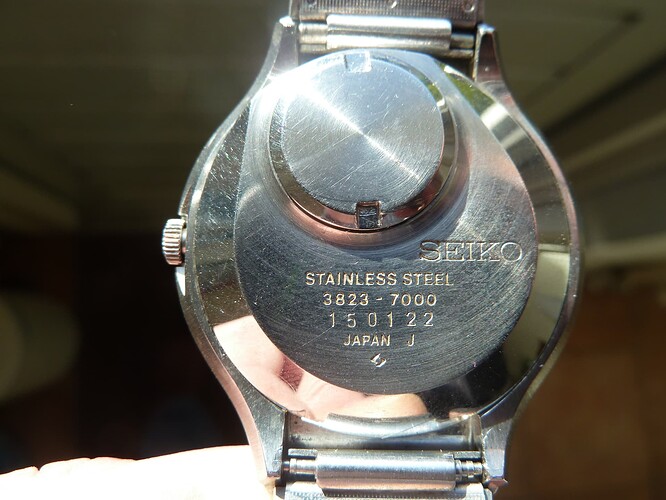 SEIKO
STAINLESS STEEL
3823-7000
150122
JAPAN J